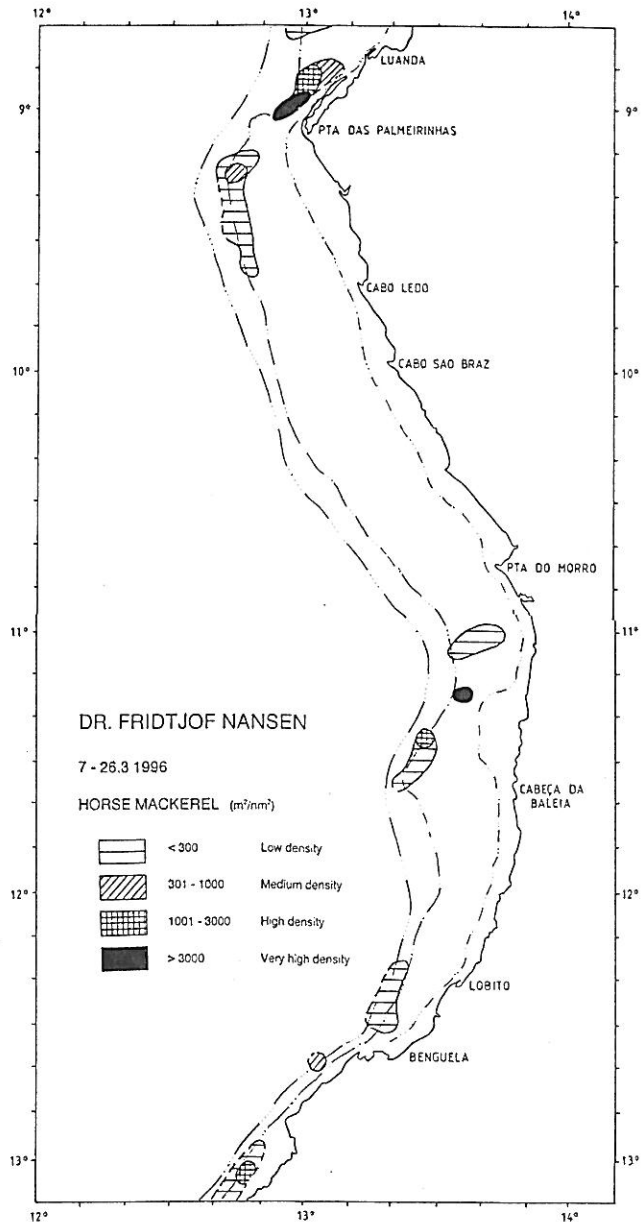 12°
13°
14°
LUANDA
9°
9°
PTA DAS PALMEIRINHAS
CABO LEDO
CABO SAO BRAZ
10°
10°
PTA DO MORRO
11°
11°
DR. FRIDTJOF NANSEN
7 - 26.3 1996
HORSE MACKEREL (m²/nm²)
< 300 Low density
301 - 1000 Medium density
1001 - 3000 High density
> 3000 Very high density
CABEÇA DA
BALEIA
12°
12°
LOBITO
BENGUELA
13°
13°
12°
13°
14°